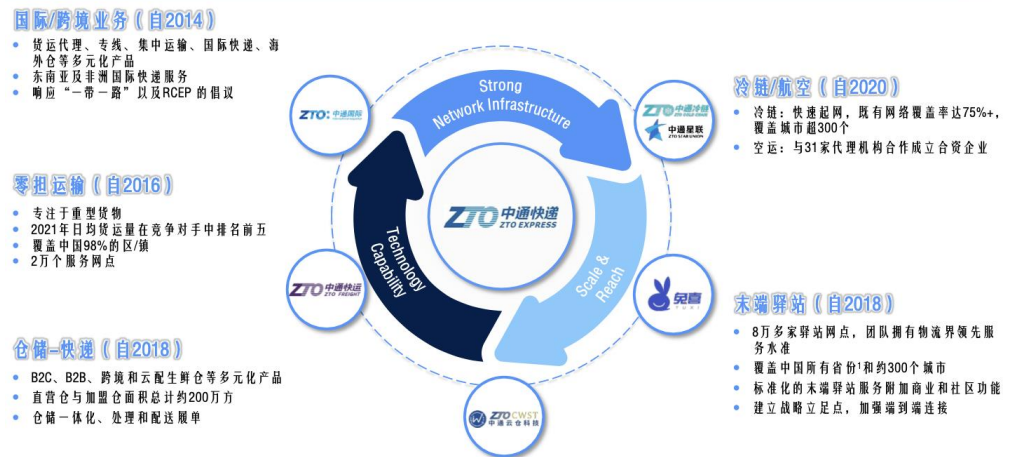 国际/跨境业务（自2014）
• 货运代理、专线、集中运输、国际快递、海
外仓等多元化产品
• 东南亚及非洲国际快递服务
• 响应“一带一路”以及RCEP 的倡议
零担运输（自2016）
• 专注于重型货物
• 2021年日均货运量在竞争对手中排名前五
• 覆盖中国98%的区/镇
• 2万个服务网点
仓储-快递（自2018）
• B2C、B2B、跨境和云配生鲜仓等多元化产品
• 直营仓与加盟仓面积总计约200万方
• 仓储一体化、处理和配送履单
Strong
Network Infrastructure
Technology
Capability
Scale &
Reach
ZTO 中通快递
ZTO EXPRESS
ZTO: 中通国际
ZTO 中通快运
ZTO FREIGHT
ZTO CWST
中通云仓科技
ZTO 中通冷链
中通星联
ZTO STAR UNION
兔喜
TUXI
冷链/航空（自2020）
• 冷链：快速起网，既有网络覆盖率达75%+，
覆盖城市超300个
• 空运：与31家代理机构合作成立合资企业
末端驿站（自2018）
• 8万多家驿站网点，团队拥有物流界领先服
务水准
• 覆盖中国所有省份¹和约300个城市
• 标准化的末端驿站服务附加商业和社区功能
• 建立战略立足点，加强端到端连接